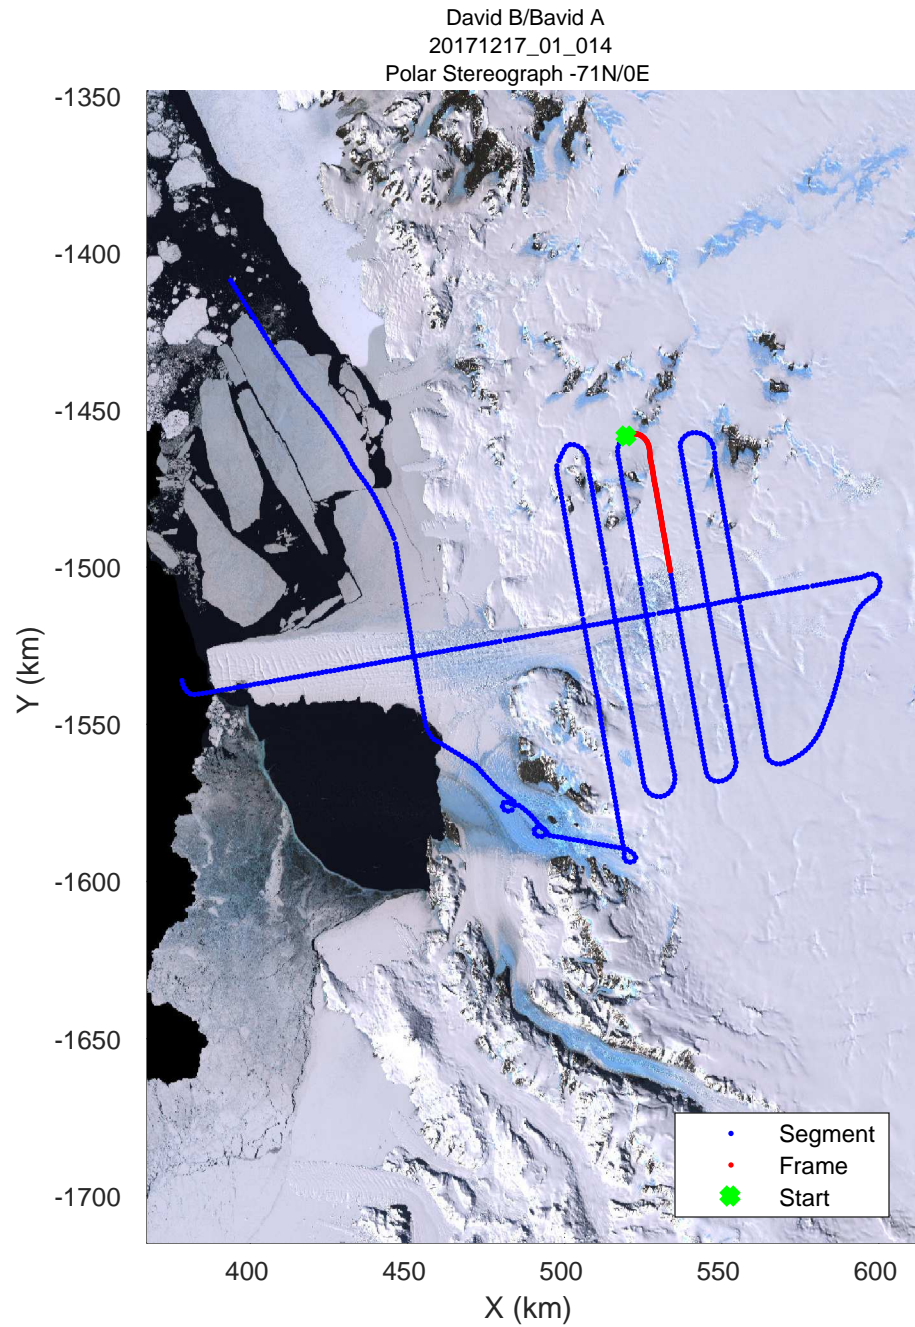 David B/Bavid A
20171217_01_014
Polar Stereograph -71N/0E
-1350
-1400
-1450
-1500
-1550
-1600
-1650
-1700
Y (km)
400
450
500
550
600
X (km)
Segment
Frame
Start